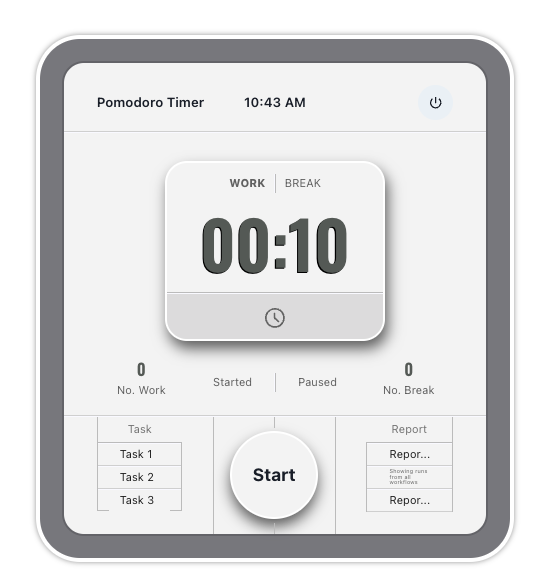 Pomodoro Timer 10:43 AM
WORK BREAK
00:10
0
No. Work
Started Paused
0
No. Break
Task
Task 1
Task 2
Task 3
Start
Report
Repor...
Showing runs
from all
workflows
Repor...